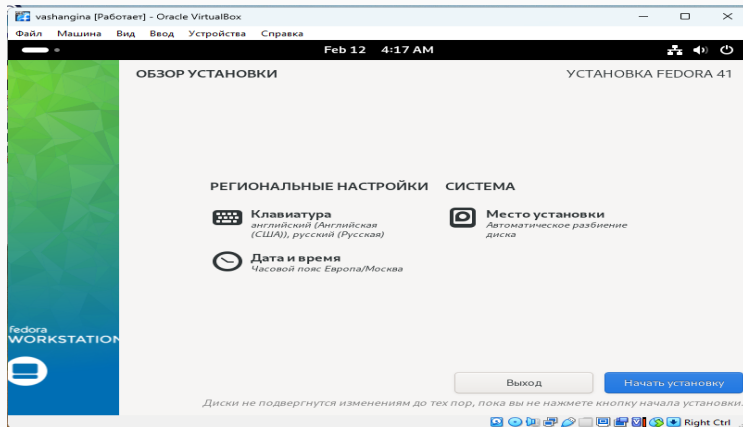 vashangina [Работает] - Oracle VirtualBox
Файл Машина Вид Ввод Устройства Справка
Feb 12 4:17 AM
ОБЗОР УСТАНОВКИ
УСТАНОВКА FEDORA 41
РЕГИОНАЛЬНЫЕ НАСТРОЙКИ
Клавиатура
английский (Английская
(США)), русский (Русская)
Дата и время
Часовой пояс Европа/Москва
СИСТЕМА
Место установки
Автоматическое разбиение
диска
fedora
WORKSTATION
Выход
Начать установку
Диски не подвергнутся изменениям до тех пор, пока вы не нажмете кнопку начала установки.
Right Ctrl